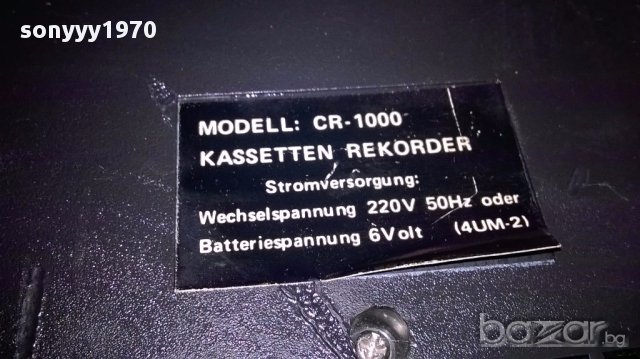 sonyyy1970
MODELL: CR-1000
KASSETTEN REKORDER
Stromversorgung:
Wechselspannung 220V 50Hz oder
Batteriespannung 6Volt (4UM-2)
bazar.bg